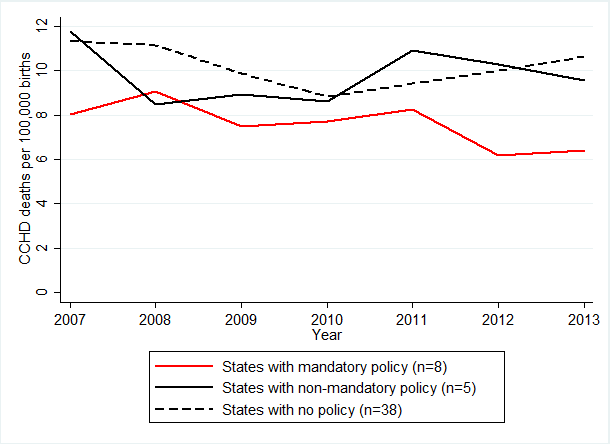 CCHD deaths per 100,000 births
12
10
8
6
4
2
0
2007 2008 2009 2010 2011 2012 2013
Year
States with mandatory policy (n=8)
States with non-mandatory policy (n=5)
States with no policy (n=38)